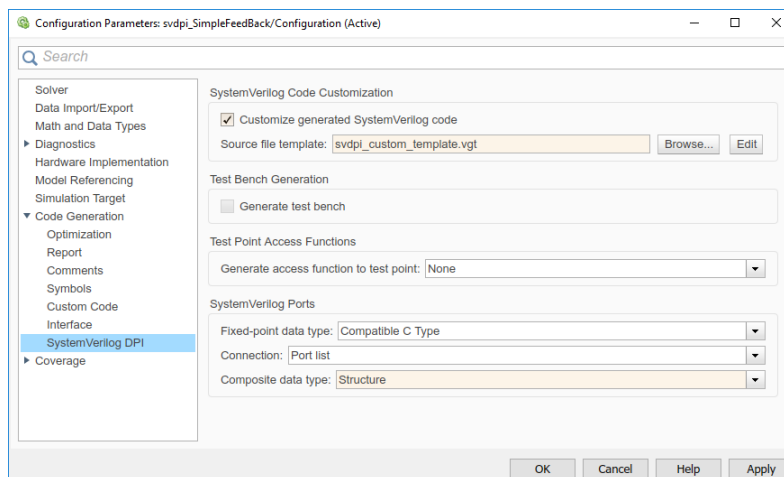 Configuration Parameters: svdpi_SimpleFeedBack/Configuration (Active)
Search
Solver
Data Import/Export
Math and Data Types
Diagnostics
Hardware Implementation
Model Referencing
Simulation Target
Code Generation
Optimization
Report
Comments
Symbols
Custom Code
Interface
SystemVerilog DPI
Coverage
SystemVerilog Code Customization
Customize generated SystemVerilog code
Source file template: svdpi_custom_template.vgt Browse... Edit
Test Bench Generation
Generate test bench
Test Point Access Functions
Generate access function to test point: None
SystemVerilog Ports
Fixed-point data type: Compatible C Type
Connection: Port list
Composite data type: Structure
OK Cancel Help Apply